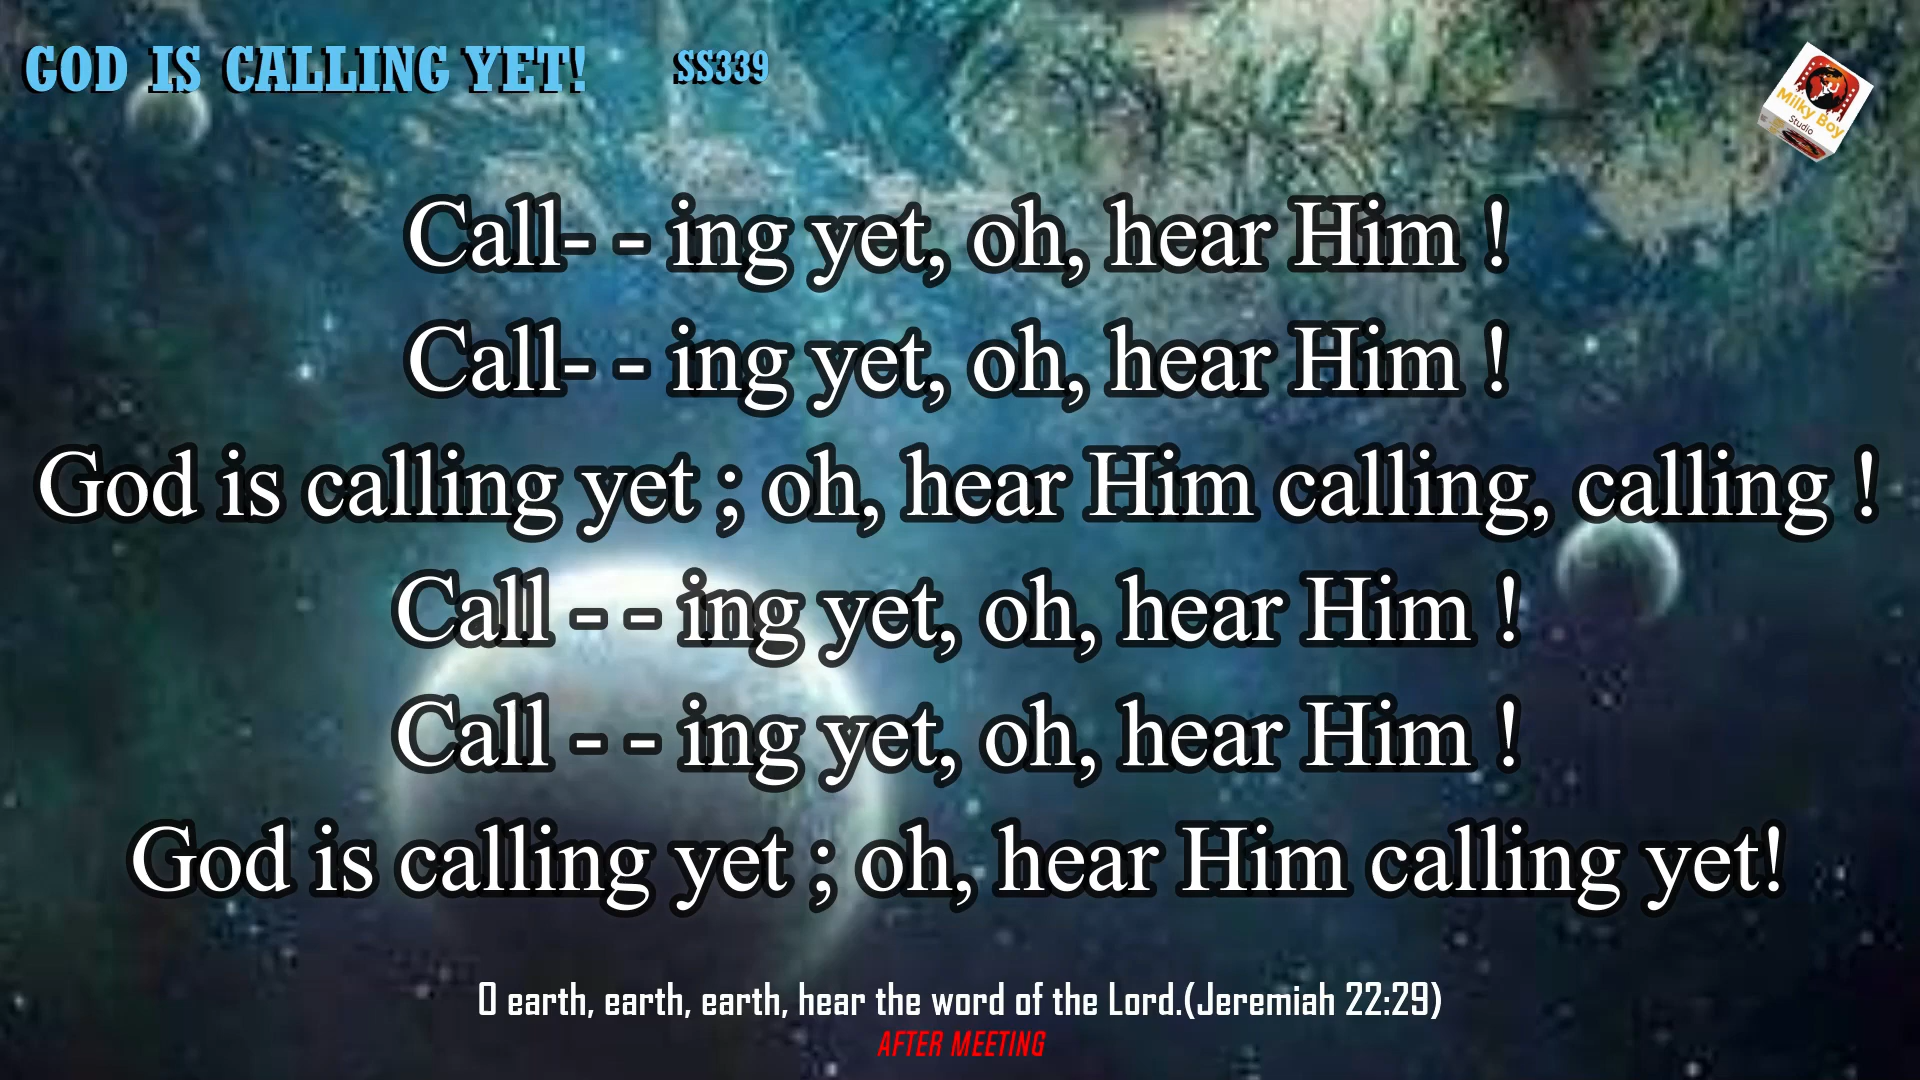 GOD IS CALLING YET! SS339
Milky Boy
Studio
Call- - ing yet, oh, hear Him !
Call- - ing yet, oh, hear Him !
God is calling yet ; oh, hear Him calling, calling !
Call - - ing yet, oh, hear Him !
Call - - ing yet, oh, hear Him !
God is calling yet ; oh, hear Him calling yet!
O earth, earth, earth, hear the word of the Lord.(Jeremiah 22:29)
AFTER MEETING